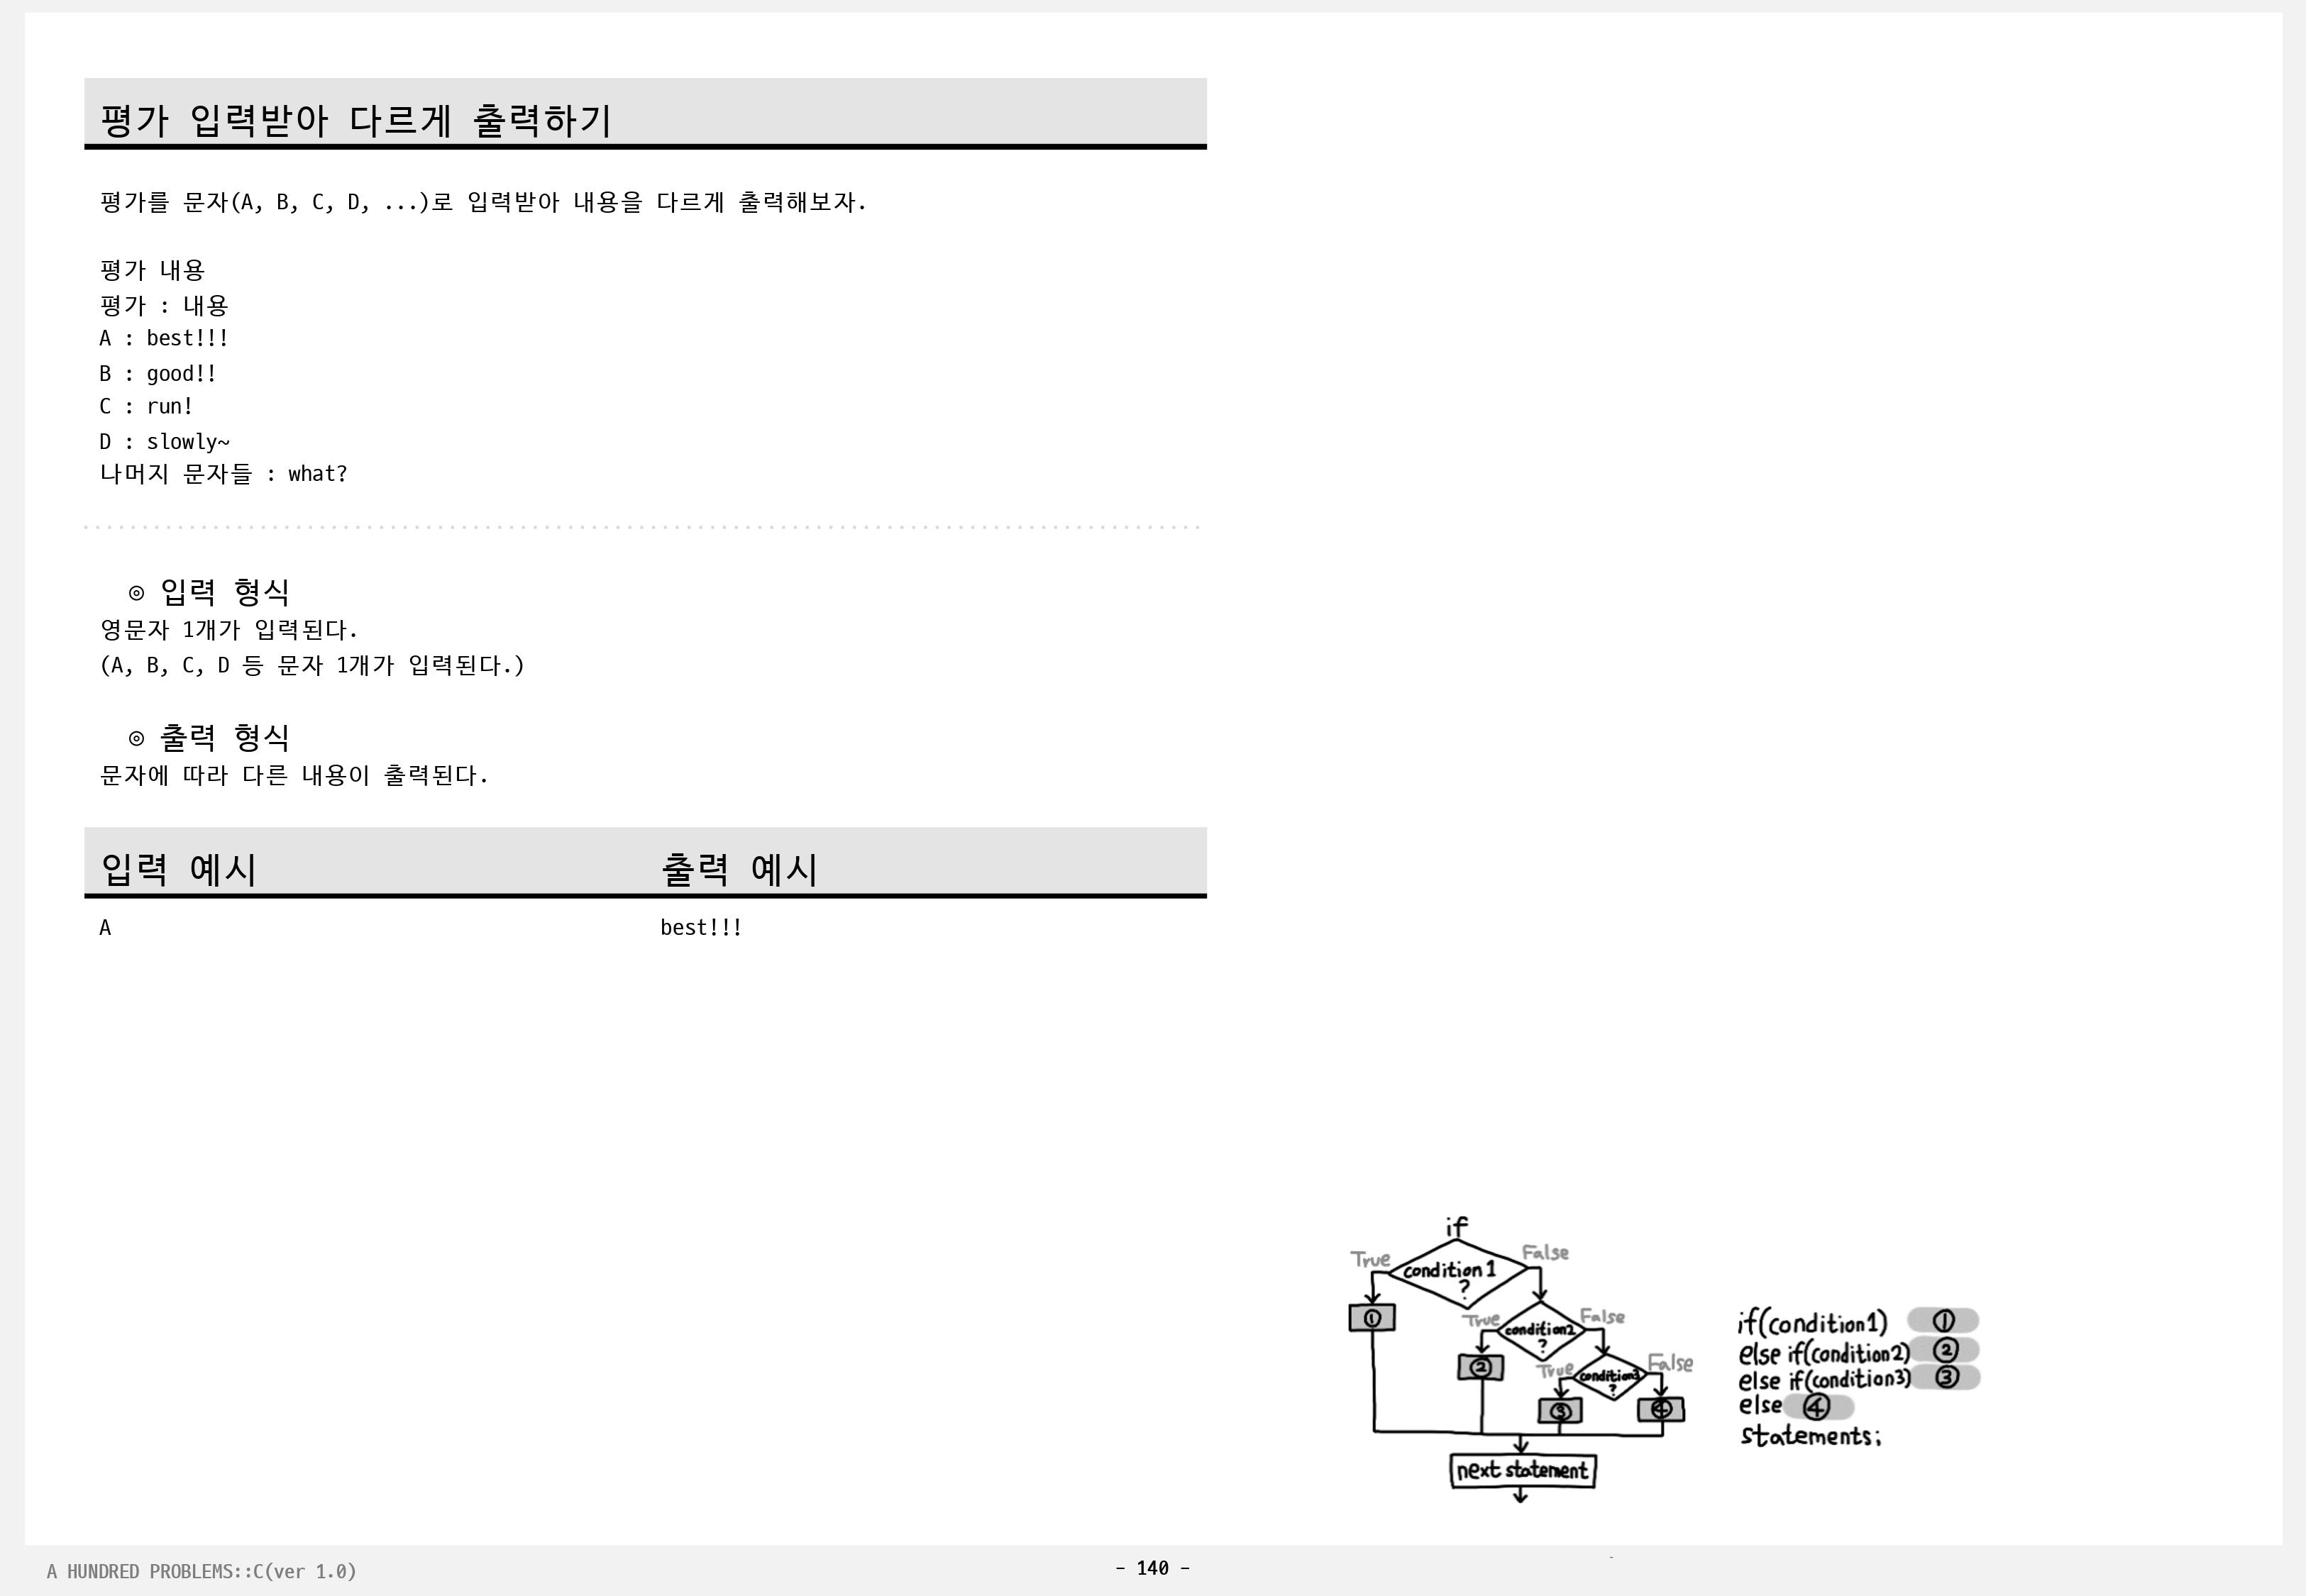 평가 입력받아 다르게 출력하기
평가를 문자(A, B, C, D, ...)로 입력받아 내용을 다르게 출력해보자.
평가 내용
평가 : 내용
A : best!!!
B : good!!
C : run!
D : slowly~
나머지 문자들 : what?
◎ 입력 형식
영문자 1개가 입력된다.
(A, B, C, D 등 문자 1개가 입력된다.)
◎ 출력 형식
문자에 따라 다른 내용이 출력된다.
입력 예시 출력 예시
A best!!!
if
True False
condition 1
?
①
True False
condition2
?
②
True False
condition3
?
③ ④
next statement
if(condition1) ①
else if(condition2) ②
else if(condition3) ③
else ④
statements;
A HUNDRED PROBLEMS::C(ver 1.0)
- 140 -